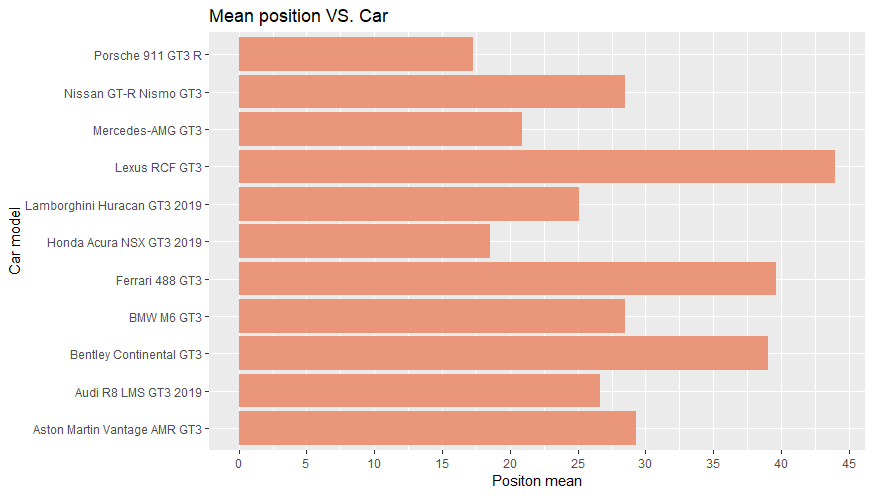 Mean position VS. Car
Car model
Porsche 911 GT3 R
Nissan GT-R Nismo GT3
Mercedes-AMG GT3
Lexus RCF GT3
Lamborghini Huracan GT3 2019
Honda Acura NSX GT3 2019
Ferrari 488 GT3
BMW M6 GT3
Bentley Continental GT3
Audi R8 LMS GT3 2019
Aston Martin Vantage AMR GT3
0 5 10 15 20 25 30 35 40 45
Positon mean